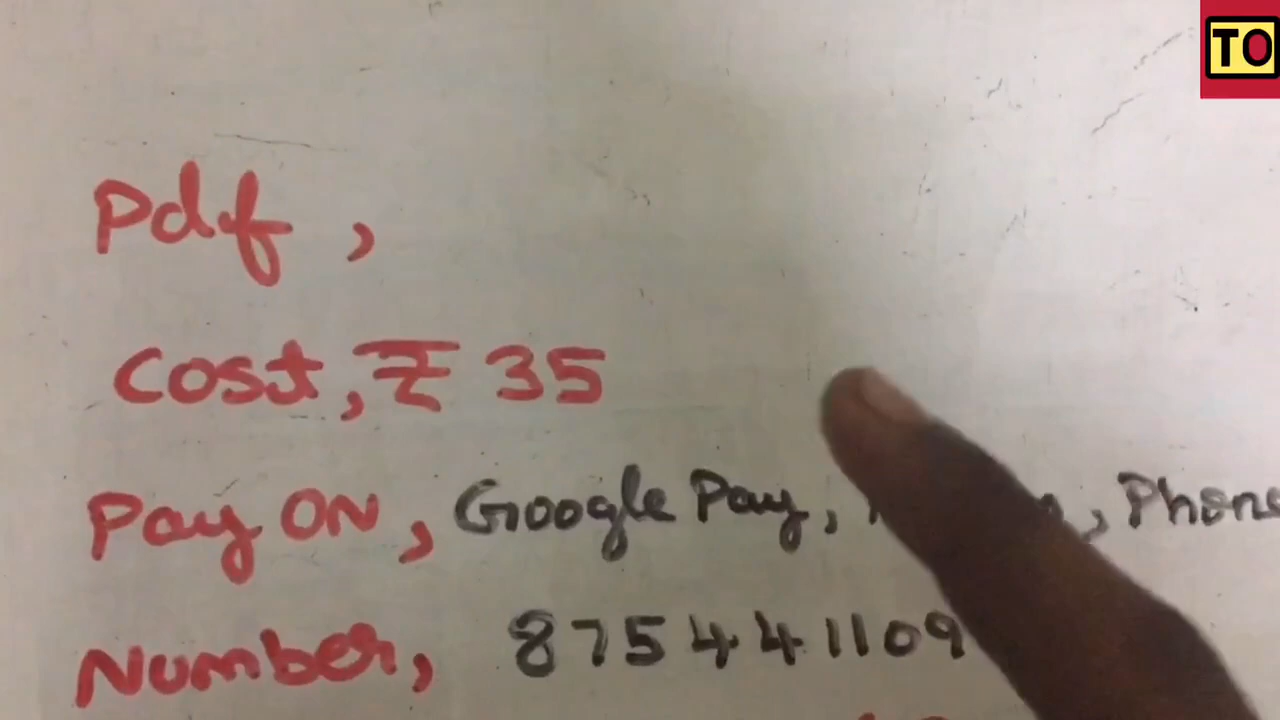 TO
Pdf,
Cost, ₹ 35
Pay ON, Google Pay, , Phone
Number, 875441109